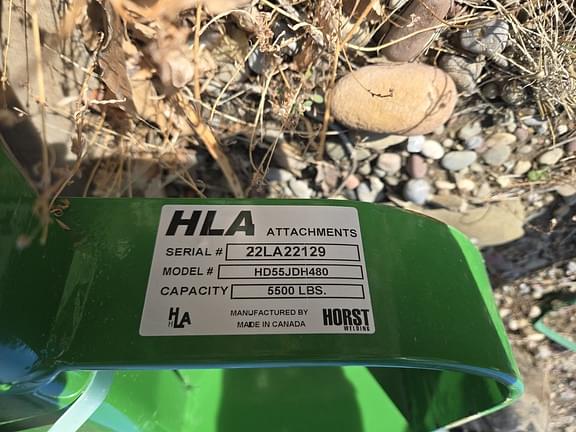 HLA ATTACHMENTS
SERIAL # 22LA22129
MODEL # HD55JDH480
CAPACITY 5500 LBS.
HLA MANUFACTURED BY HORST
MADE IN CANADA WELDING